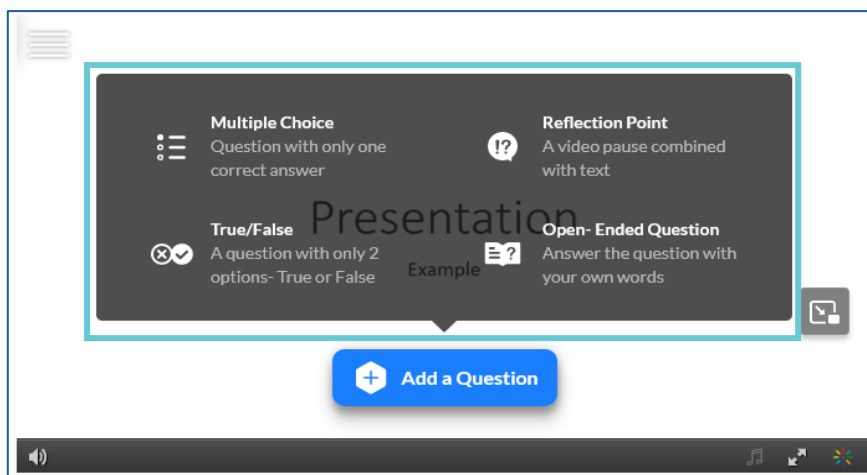 Multiple Choice
Question with only one
correct answer
Reflection Point
A video pause combined
with text
Presentation
Example
True/False
A question with only 2
options- True or False
Open- Ended Question
Answer the question with
your own words
Add a Question